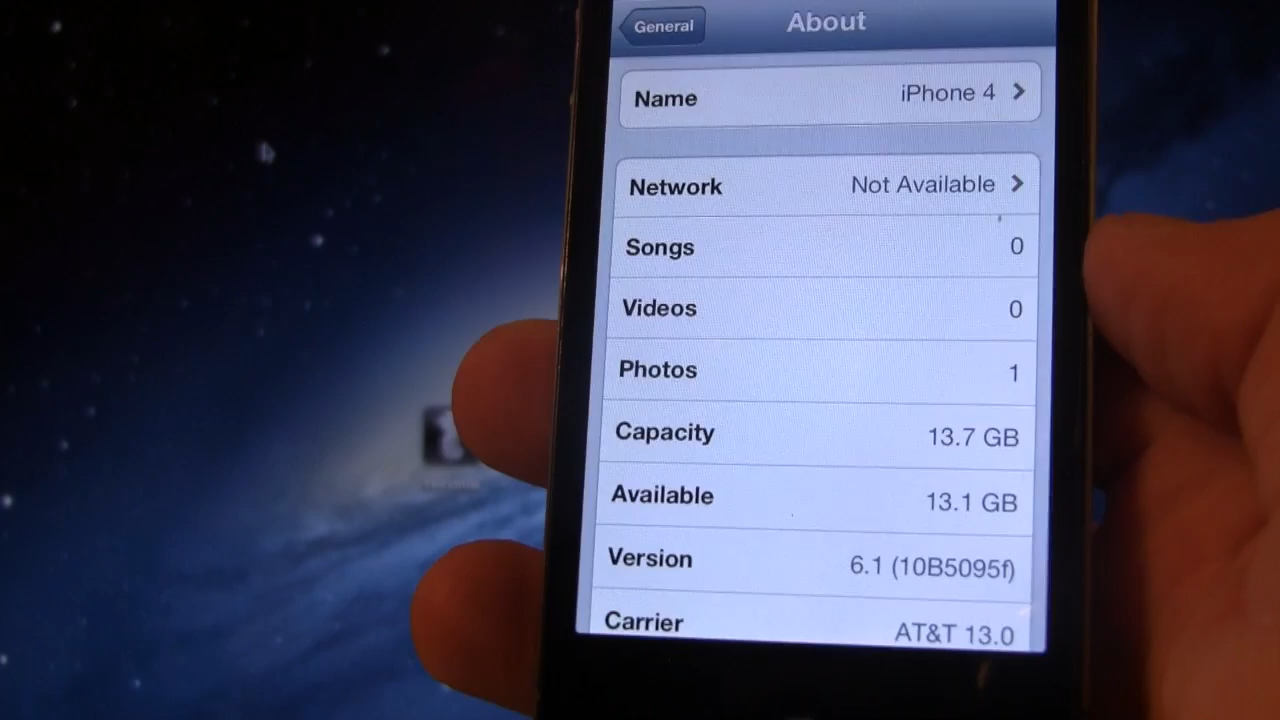 General
About
Name iPhone 4
Network Not Available
Songs 0
Videos 0
Photos 1
Capacity 13.7 GB
Available 13.1 GB
Version 6.1 (10B5095f)
Carrier AT&T 13.0